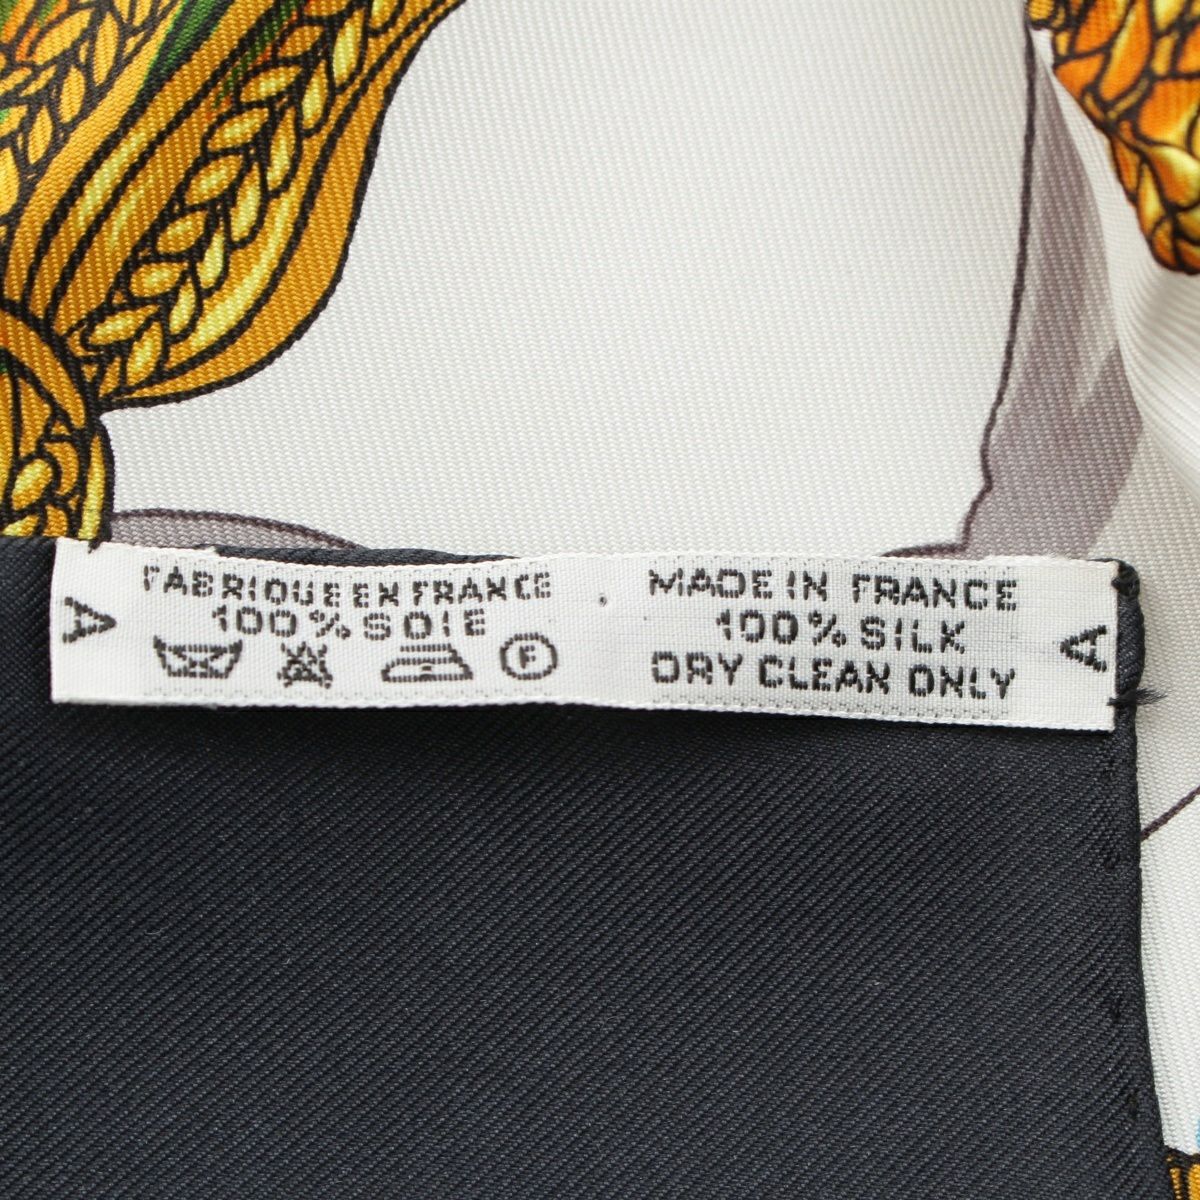 A
FABRIQUE EN FRANCE
100% SOIE
F
MADE IN FRANCE
100% SILK
DRY CLEAN ONLY
A